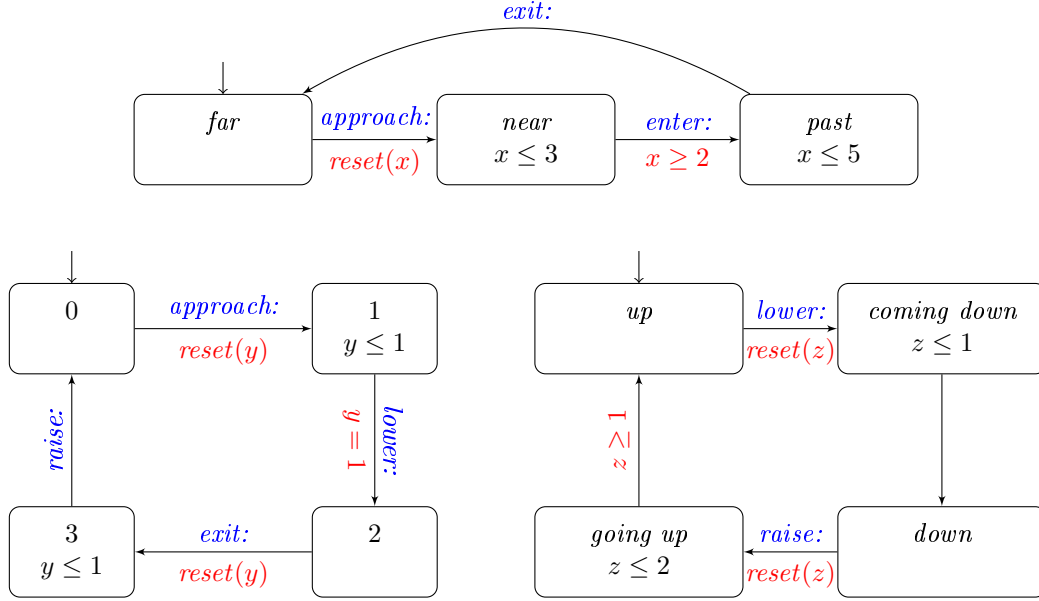 exit:
far
approach:
reset(x)
near
x ≤ 3
enter:
x ≥ 2
past
x ≤ 5
0
approach:
reset(y)
1
y ≤ 1
up
lower:
reset(z)
coming down
z ≤ 1
raise:
lower:
y = 1
z ≥ 1
3
y ≤ 1
exit:
reset(y)
2
going up
z ≤ 2
raise:
reset(z)
down